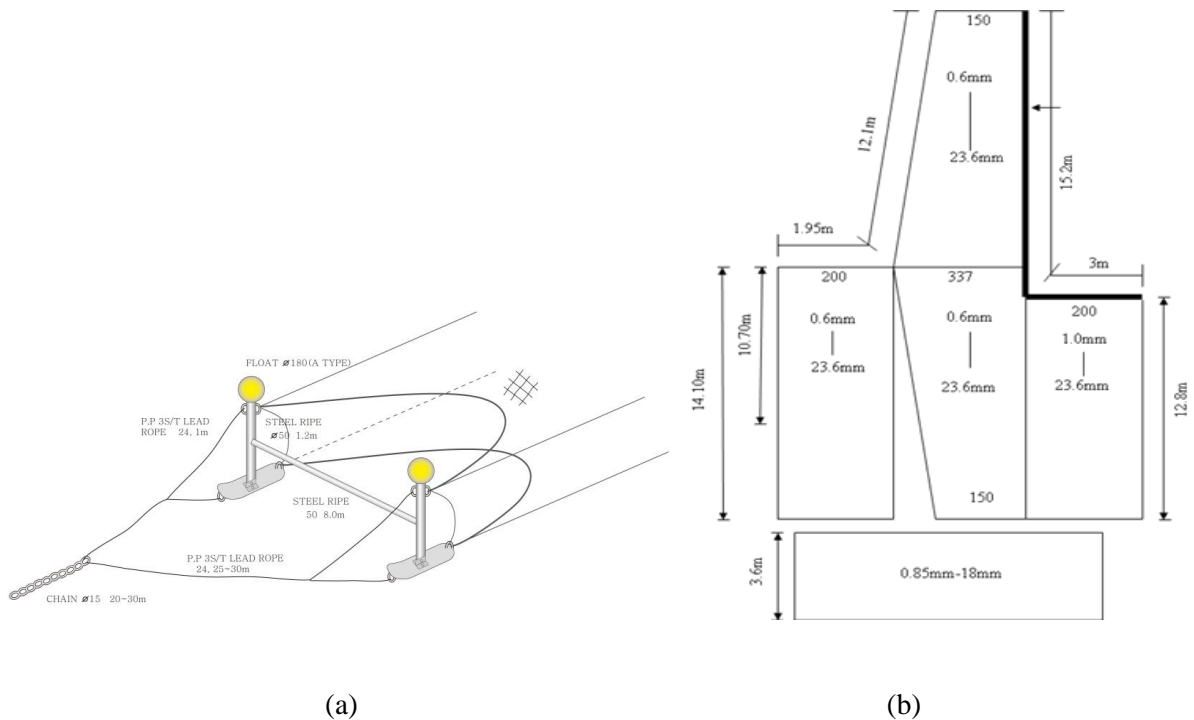 FLOAT ø180(A TYPE)
P.P 3S/T LEAD
ROPE 24, 1m
STEEL RIPE
ø50 1.2m
STEEL RIPE
50 8.0m
P.P 3S/T LEAD ROPE
24, 25~30m
CHAIN ø15 20~30m
(a)
150
0.6mm
23.6mm
12.1m
15.2m
1.95m
3m
200
337
200
0.6mm
0.6mm
1.0mm
23.6mm
23.6mm
23.6mm
10.70m
14.10m
12.8m
150
3.6m
0.85mm-18mm
(b)